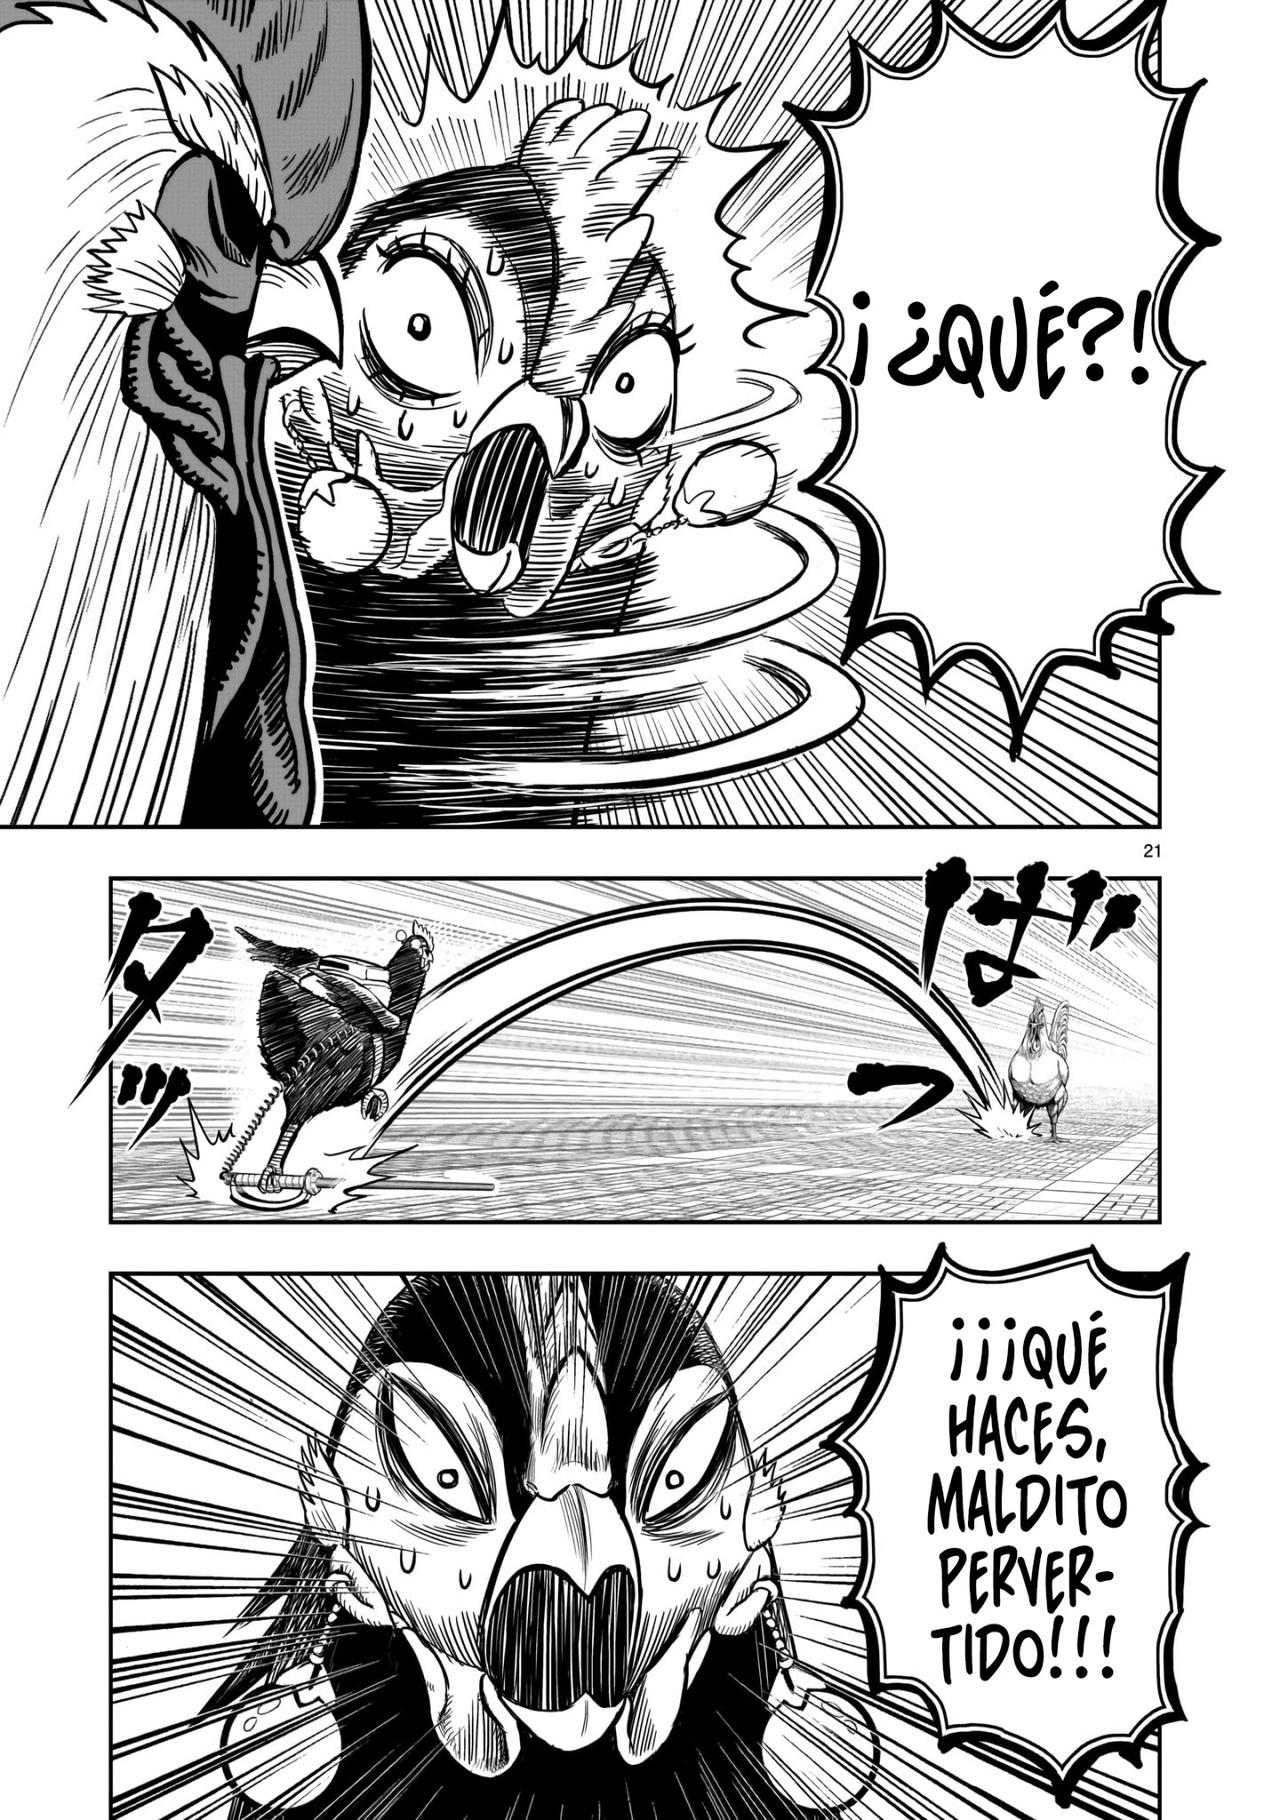 ¡¿QUÉ?!
21
ばっ
タッ!!!
¡¡¡QUÉ
HACES,
MALDITO
PERVER-
TIDO!!!